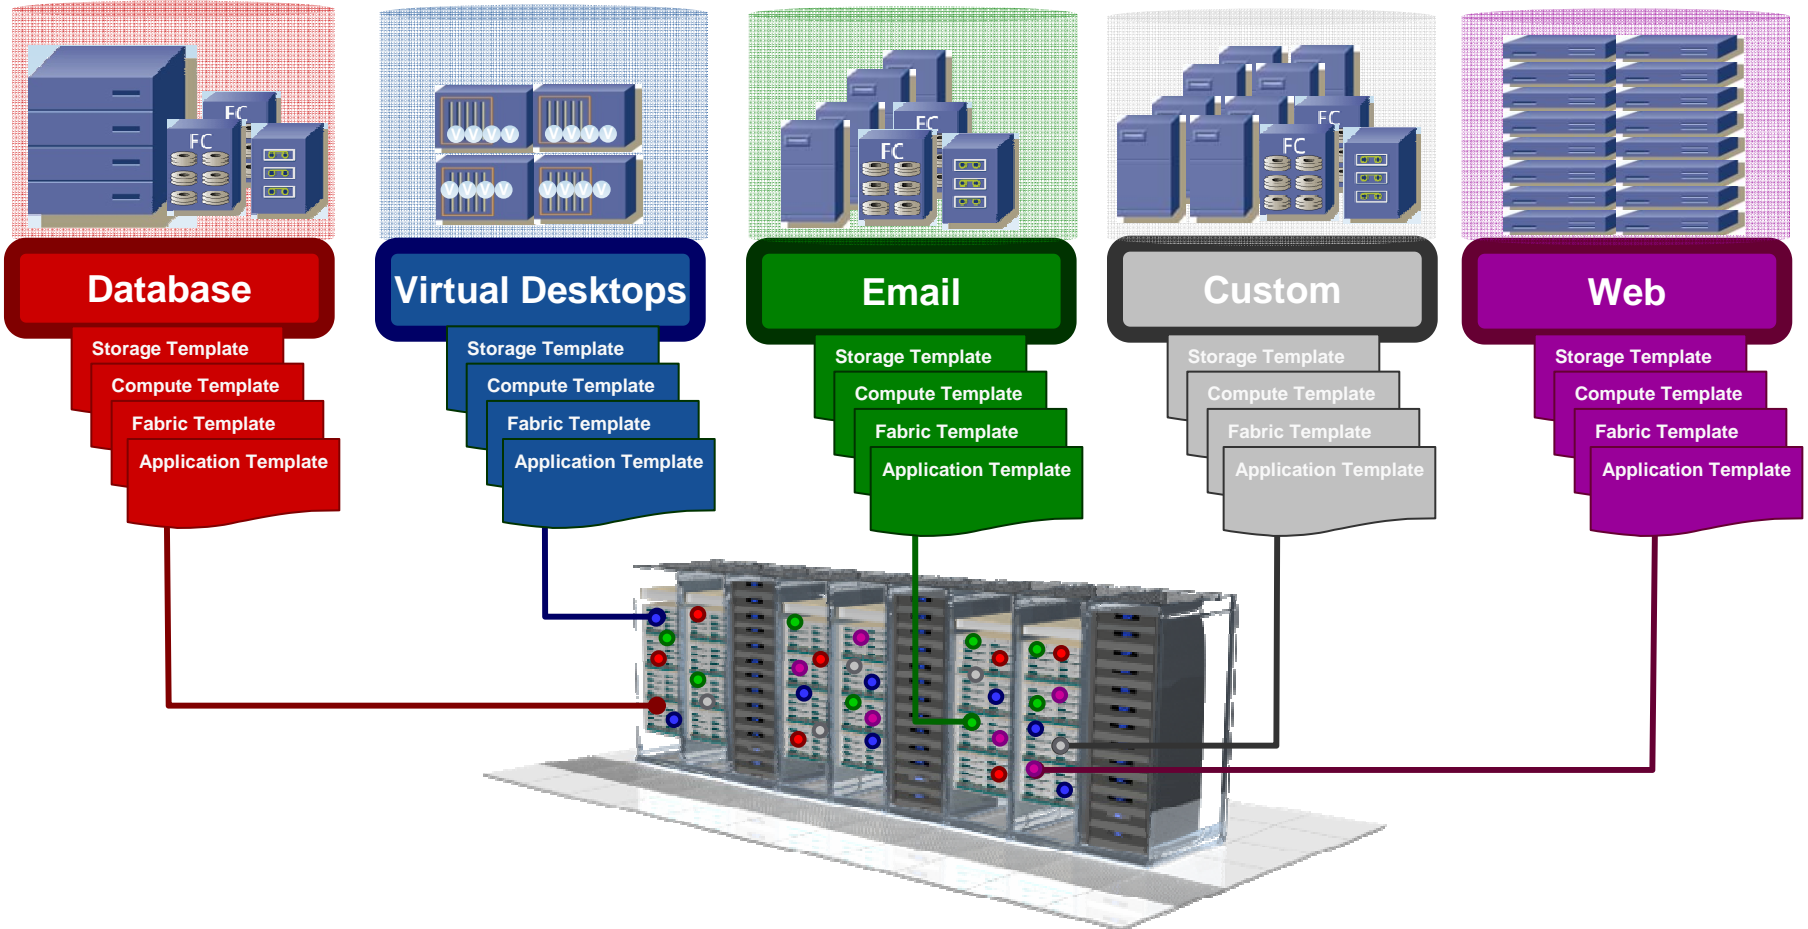 FC
FC
V V V V
V V V V
V V V V
V V V V
FC
FC
FC
FC
Database
Virtual Desktops
Email
Custom
Web
Storage Template
Compute Template
Fabric Template
Application Template
Storage Template
Compute Template
Fabric Template
Application Template
Storage Template
Compute Template
Fabric Template
Application Template
Storage Template
Compute Template
Fabric Template
Application Template
Storage Template
Compute Template
Fabric Template
Application Template